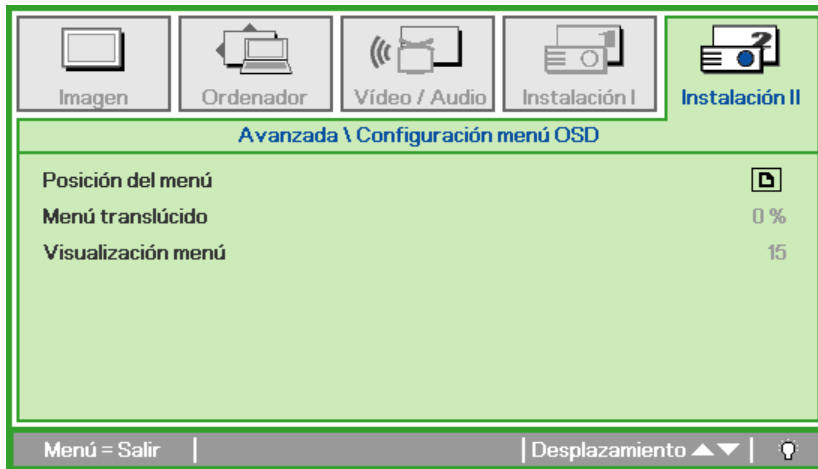 Imagen Ordenador Vídeo / Audio Instalación I Instalación II
Avanzada \ Configuración menú OSD
Posición del menú
Menú translúcido 0 %
Visualización menú 15
Menú = Salir Desplazamiento ▲▼